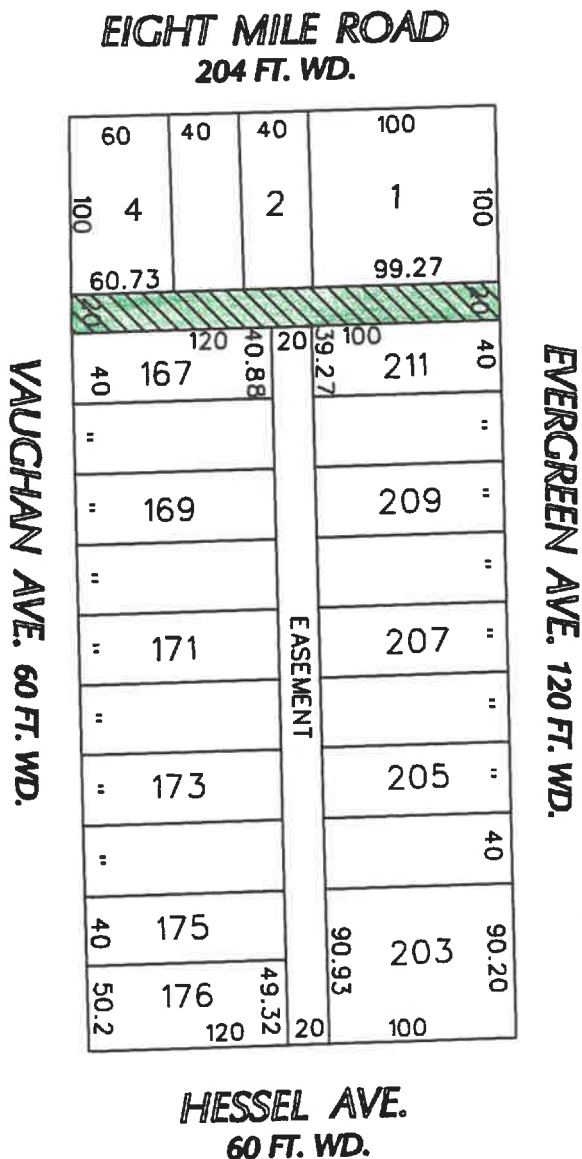 EIGHT MILE ROAD
204 FT. WD.
60 40 40 100
100 4 2 1 100
60.73 99.27
20 20
120 40.88 20 39.27 100
40 167 211 40
" "
" 169 209 "
" "
" 171 207 "
" "
" 173 205 "
" 40
40 175
50.2 176 49.32 90.93 203 90.20
120 20 100
EASEMENT
VAUGHAN AVE. 60 FT. WD.
EVERGREEN AVE. 120 FT. WD.
HESSEL AVE.
60 FT. WD.